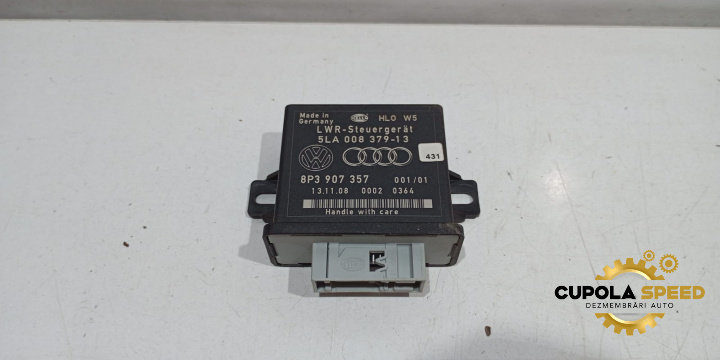 Made in
Germany
HELLA
HLO W5
LWR-Steuergerät
5LA 008 379-13
431
8P3 907 357 001/01
13.11.08 0002 0364
Handle with care
CUPOLA SPEED
DEZMEMBRĂRI AUTO